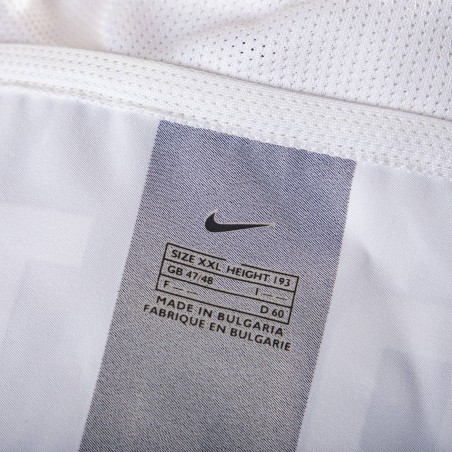 SIZE XXL HEIGHT 193
GB 47/48 I — —
F — — D 60
MADE IN BULGARIA
FABRIQUE EN BULGARIE